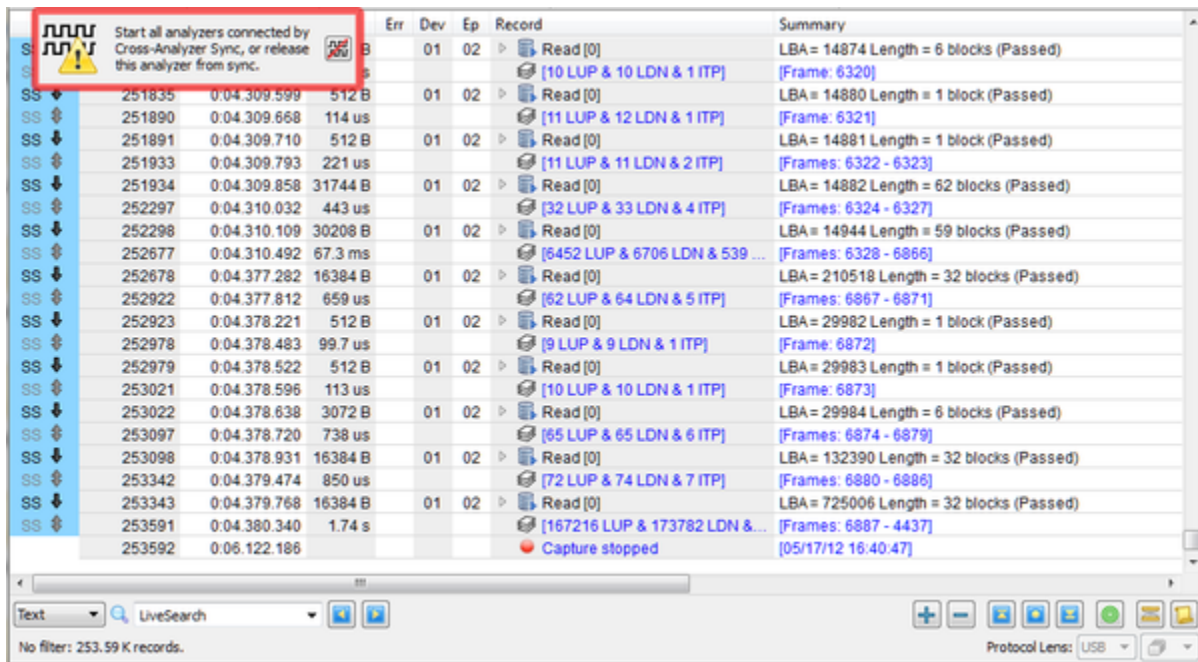 Start all analyzers connected by
Cross-Analyzer Sync, or release
this analyzer from sync.
Err Dev Ep Record Summary
B 01 02 Read [0] LBA = 14874 Length = 6 blocks (Passed)
[10 LUP & 10 LDN & 1 ITP] [Frame: 6320]
SS 251835 0:04.309.599 512 B 01 02 Read [0] LBA = 14880 Length = 1 block (Passed)
SS 251890 0:04.309.668 114 us [11 LUP & 12 LDN & 1 ITP] [Frame: 6321]
SS 251891 0:04.309.710 512 B 01 02 Read [0] LBA = 14881 Length = 1 block (Passed)
SS 251933 0:04.309.793 221 us [11 LUP & 11 LDN & 2 ITP] [Frames: 6322 - 6323]
SS 251934 0:04.309.858 31744 B 01 02 Read [0] LBA = 14882 Length = 62 blocks (Passed)
SS 252297 0:04.310.032 443 us [32 LUP & 33 LDN & 4 ITP] [Frames: 6324 - 6327]
SS 252298 0:04.310.109 30208 B 01 02 Read [0] LBA = 14944 Length = 59 blocks (Passed)
SS 252677 0:04.310.492 67.3 ms [6452 LUP & 6706 LDN & 539 ... [Frames: 6328 - 6866]
SS 252678 0:04.377.282 16384 B 01 02 Read [0] LBA = 210518 Length = 32 blocks (Passed)
SS 252922 0:04.377.812 659 us [62 LUP & 64 LDN & 5 ITP] [Frames: 6867 - 6871]
SS 252923 0:04.378.221 512 B 01 02 Read [0] LBA = 29982 Length = 1 block (Passed)
SS 252978 0:04.378.483 99.7 us [9 LUP & 9 LDN & 1 ITP] [Frame: 6872]
SS 252979 0:04.378.522 512 B 01 02 Read [0] LBA = 29983 Length = 1 block (Passed)
SS 253021 0:04.378.596 113 us [10 LUP & 10 LDN & 1 ITP] [Frame: 6873]
SS 253022 0:04.378.638 3072 B 01 02 Read [0] LBA = 29984 Length = 6 blocks (Passed)
SS 253097 0:04.378.720 738 us [65 LUP & 65 LDN & 6 ITP] [Frames: 6874 - 6879]
SS 253098 0:04.378.931 16384 B 01 02 Read [0] LBA = 132390 Length = 32 blocks (Passed)
SS 253342 0:04.379.474 850 us [72 LUP & 74 LDN & 7 ITP] [Frames: 6880 - 6886]
SS 253343 0:04.379.768 16384 B 01 02 Read [0] LBA = 725006 Length = 32 blocks (Passed)
SS 253591 0:04.380.340 1.74 s [167216 LUP & 173782 LDN &... [Frames: 6887 - 4437]
253592 0:06.122.186 Capture stopped [05/17/12 16:40:47]
Text LiveSearch
No filter: 253.59 K records. Protocol Lens: USB